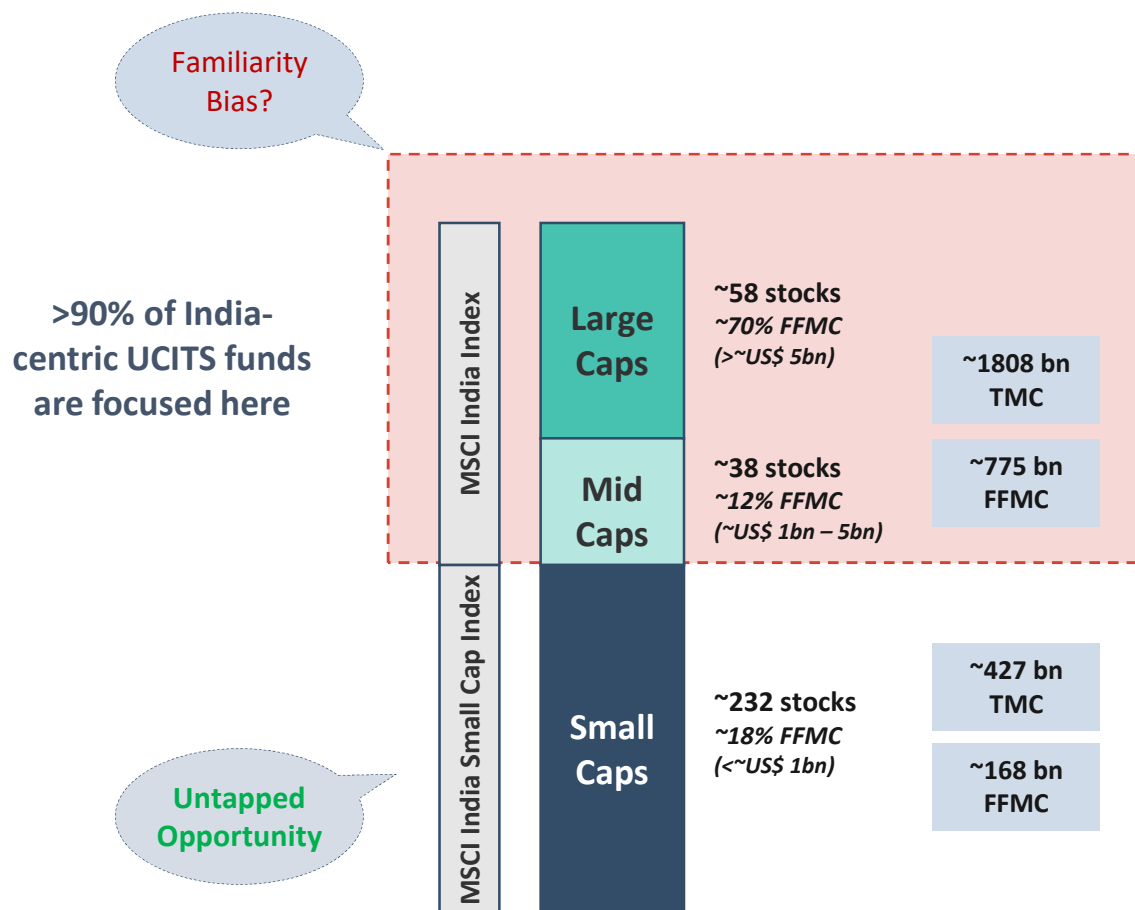 Familiarity
Bias?
>90% of India-
centric UCITS funds
are focused here
MSCI India Index
Large
Caps
~58 stocks
~70% FFMC
(>~US$ 5bn)
~1808 bn
TMC
Mid
Caps
~38 stocks
~12% FFMC
(~US$ 1bn – 5bn)
~775 bn
FFMC
MSCI India Small Cap Index
Small
Caps
~232 stocks
~18% FFMC
(<~US$ 1bn)
~427 bn
TMC
~168 bn
FFMC
Untapped
Opportunity